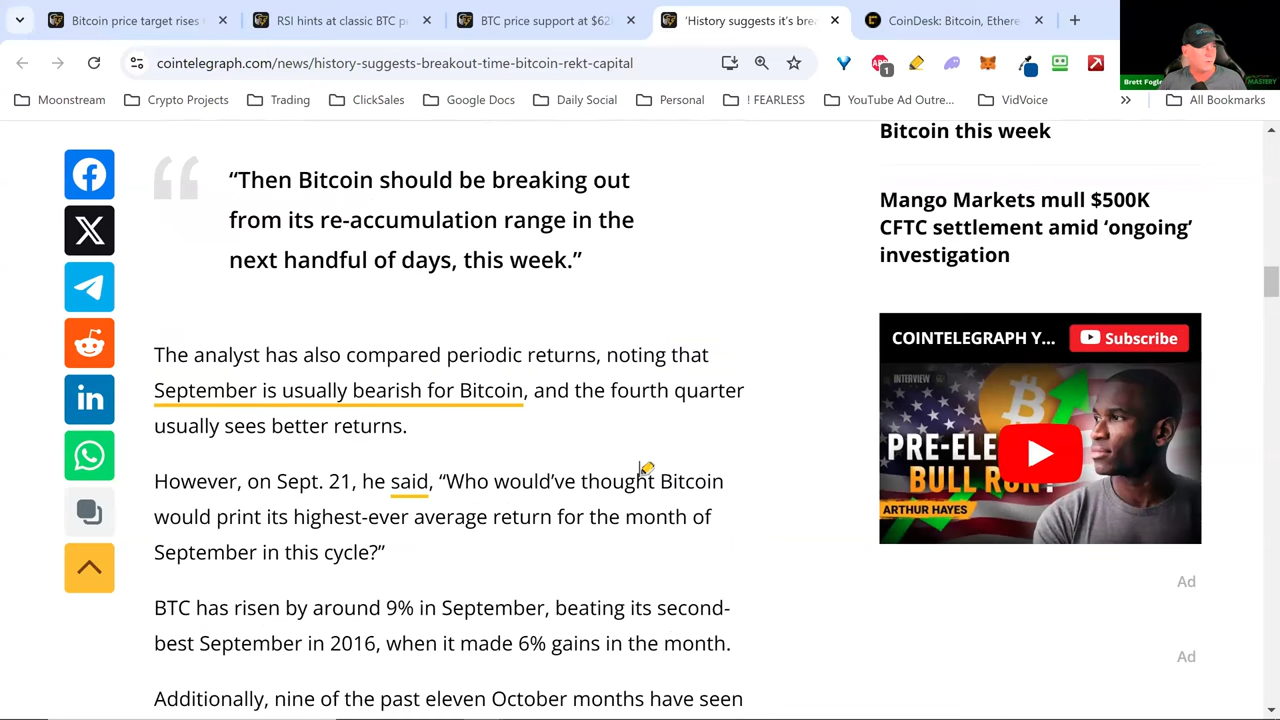 Bitcoin price target rises
RSI hints at classic BTC p
BTC price support at $62
'History suggests it's brea
CoinDesk: Bitcoin, Ethere
cointelegraph.com/news/history-suggests-breakout-time-bitcoin-rekt-capital
1
Brett Fogle
MASTERY
Moonstream
Crypto Projects
Trading
ClickSales
Google Docs
Daily Social
Personal
! FEARLESS
YouTube Ad Outre...
VidVoice
All Bookmarks
“Then Bitcoin should be breaking out
from its re-accumulation range in the
next handful of days, this week.”
The analyst has also compared periodic returns, noting that
September is usually bearish for Bitcoin, and the fourth quarter
usually sees better returns.
However, on Sept. 21, he said, “Who would’ve thought Bitcoin
would print its highest-ever average return for the month of
September in this cycle?”
BTC has risen by around 9% in September, beating its second-
best September in 2016, when it made 6% gains in the month.
Additionally, nine of the past eleven October months have seen
Bitcoin this week
Mango Markets mull $500K
CFTC settlement amid ‘ongoing’
investigation
COINTELEGRAPH Y...
Subscribe
INTERVIEW
PRE-ELE
BULL RUN?
ARTHUR HAYES
Ad
Ad